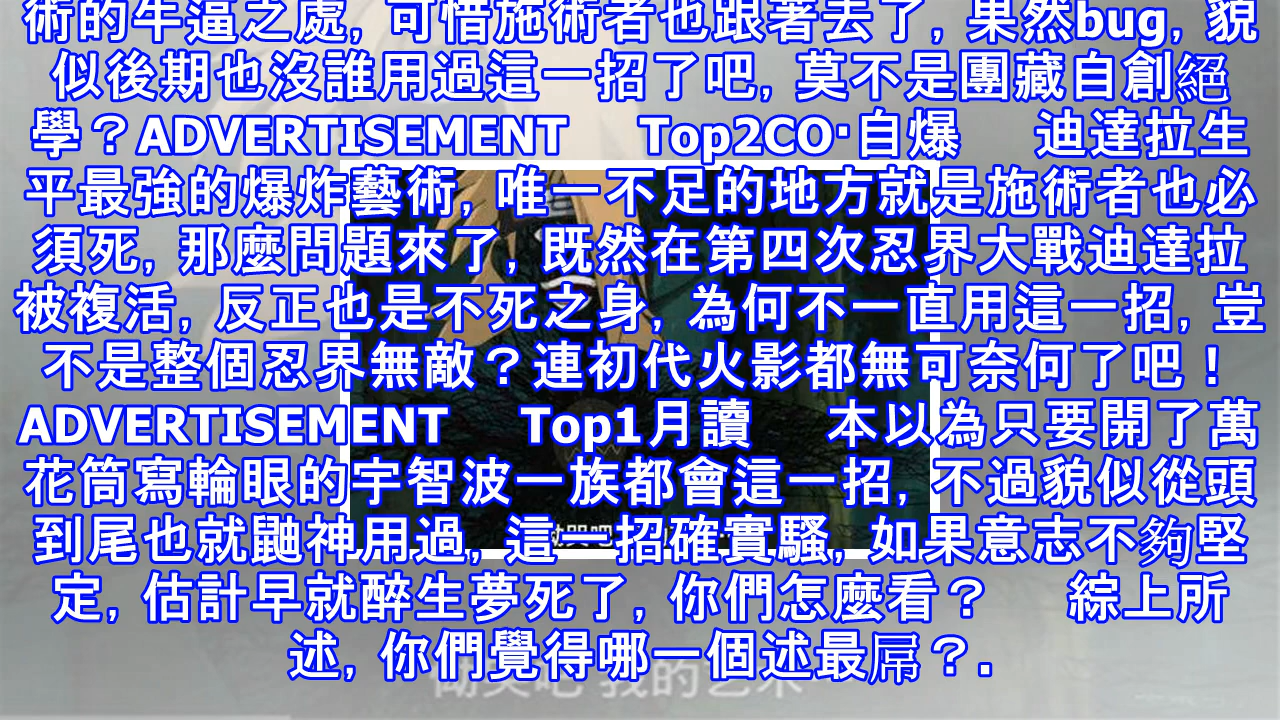 術的牛逼之處, 可惜施術者也跟著去了, 果然bug, 貌
似後期也沒誰用過這一招了吧, 莫不是團藏自創絕
學？ADVERTISEMENT Top2CO·自爆 迪達拉生
平最強的爆炸藝術, 唯一不足的地方就是施術者也必
須死, 那麼問題來了, 既然在第四次忍界大戰迪達拉
被複活, 反正也是不死之身, 為何不一直用這一招, 豈
不是整個忍界無敵？連初代火影都無可奈何了吧！
ADVERTISEMENT Top1月讀 本以為只要開了萬
花筒寫輪眼的宇智波一族都會這一招, 不過貌似從頭
到尾也就鼬神用過, 這一招確實騷, 如果意志不夠堅
定, 估計早就醉生夢死了, 你們怎麼看？ 綜上所
述, 你們覺得哪一個述最屌？.
我的艺术